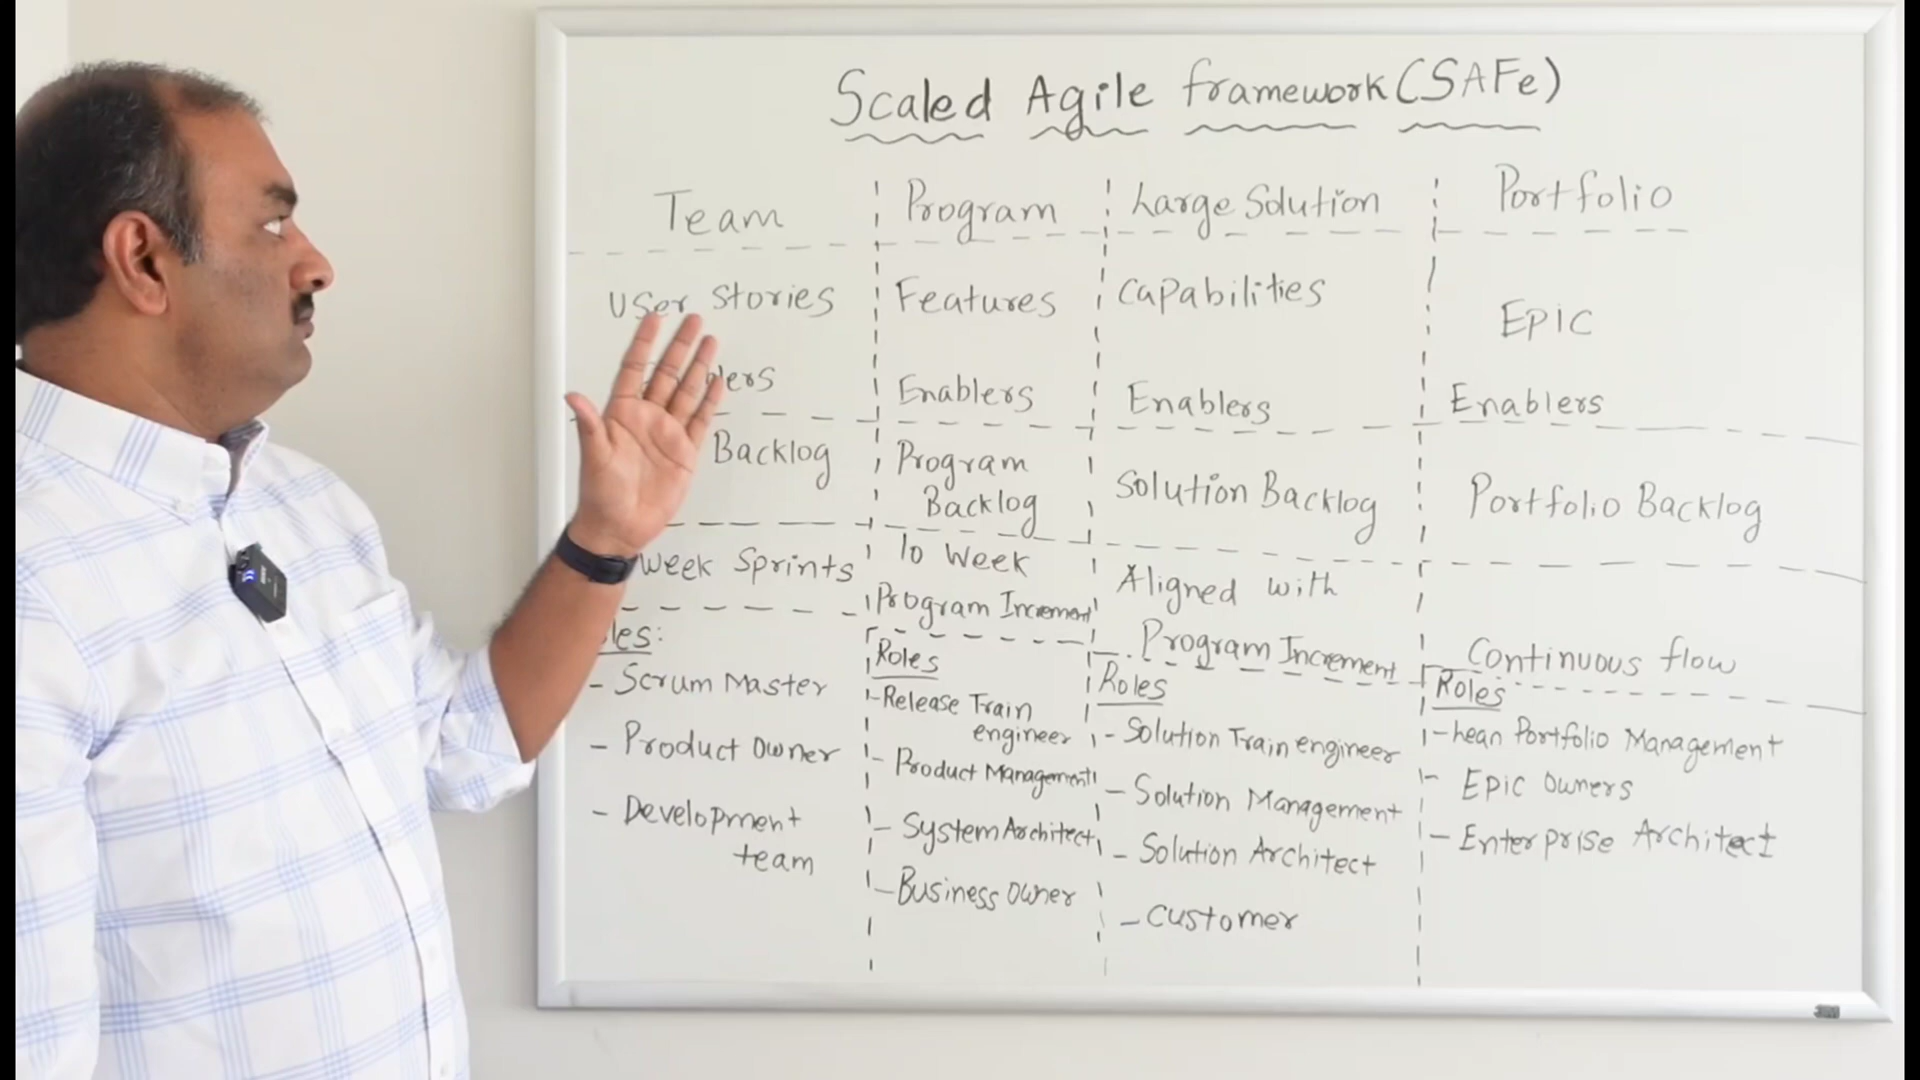 Scaled Agile framework (SAFe)
Team
User Stories
Backlog
Week Sprints
- Scrum Master
- Product Owner
- Development
team
Program
Features
Enablers
Program
Backlog
10 Week
Program Increment
Roles
- Release Train
engineer
- Product Management
- System Architect
- Business Owner
Large Solution
Capabilities
Enablers
Solution Backlog
Aligned with
Program Increment
Roles
- Solution Train engineer
- Solution Management
- Solution Architect
- Customer
Portfolio
Epic
Enablers
Portfolio Backlog
Continuous flow
Roles
- Lean Portfolio Management
- Epic Owners
- Enterprise Architect